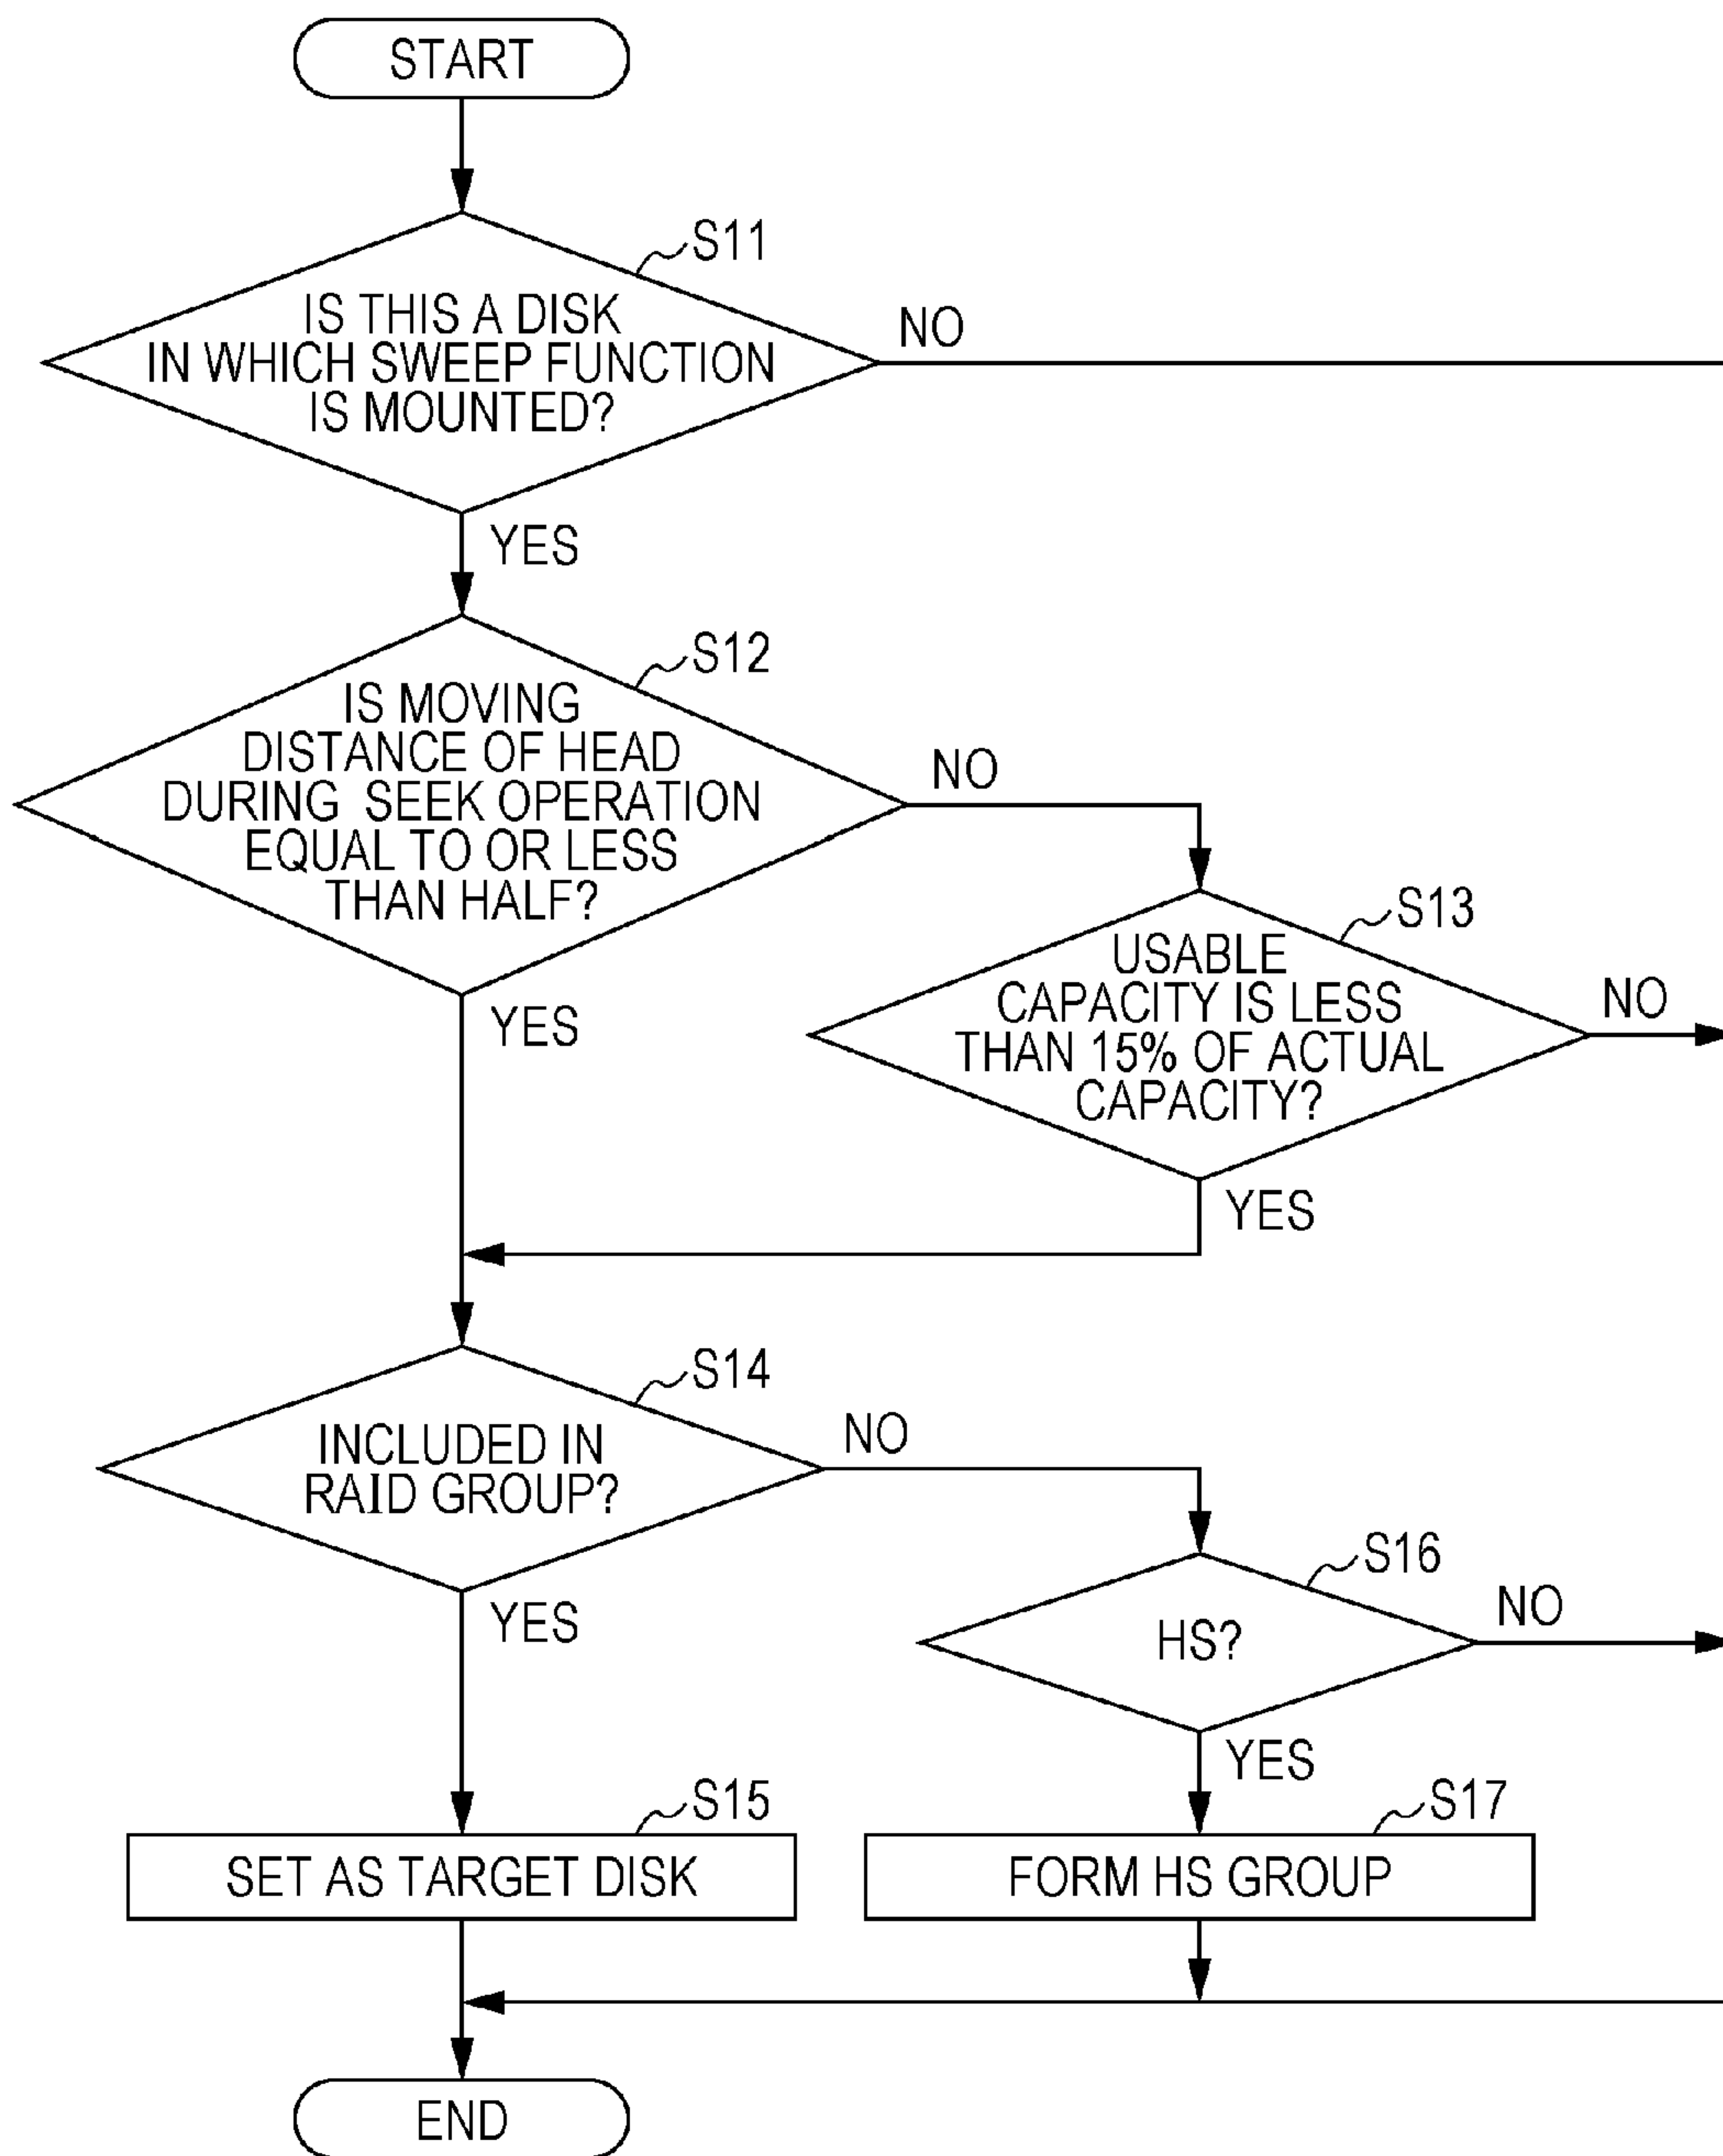 START
S11
IS THIS A DISK
IN WHICH SWEEP FUNCTION
IS MOUNTED?
NO
YES
S12
IS MOVING
DISTANCE OF HEAD
DURING SEEK OPERATION
EQUAL TO OR LESS
THAN HALF?
NO
YES
S13
USABLE
CAPACITY IS LESS
THAN 15% OF ACTUAL
CAPACITY?
NO
YES
S14
INCLUDED IN
RAID GROUP?
NO
YES
S16
HS?
NO
YES
S15
SET AS TARGET DISK
S17
FORM HS GROUP
END